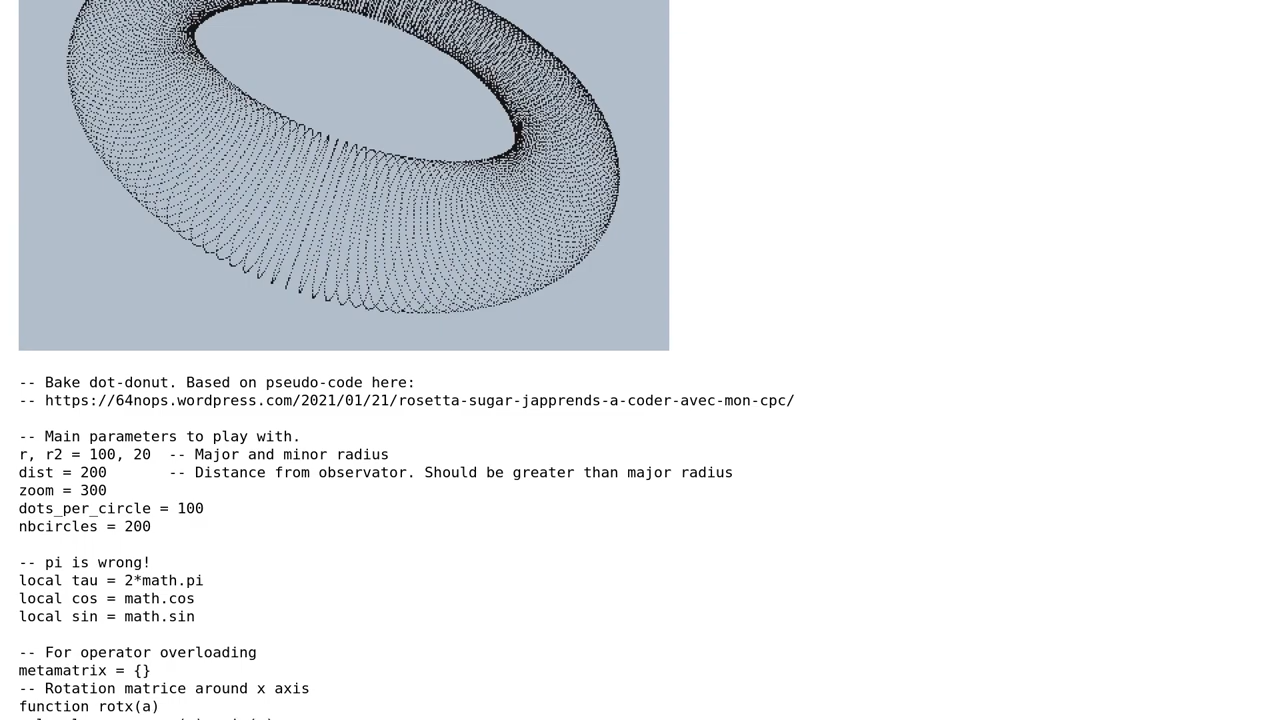 -- Bake dot-donut. Based on pseudo-code here:
-- https://64nops.wordpress.com/2021/01/21/rosetta-sugar-japprends-a-coder-avec-mon-cpc/
-- Main parameters to play with.
r, r2 = 100, 20  -- Major and minor radius
dist = 200       -- Distance from observator. Should be greater than major radius
zoom = 300
dots_per_circle = 100
nbcircles = 200
-- pi is wrong!
local tau = 2*math.pi
local cos = math.cos
local sin = math.sin
-- For operator overloading
metamatrix = {}
-- Rotation matrice around x axis
function rotx(a)